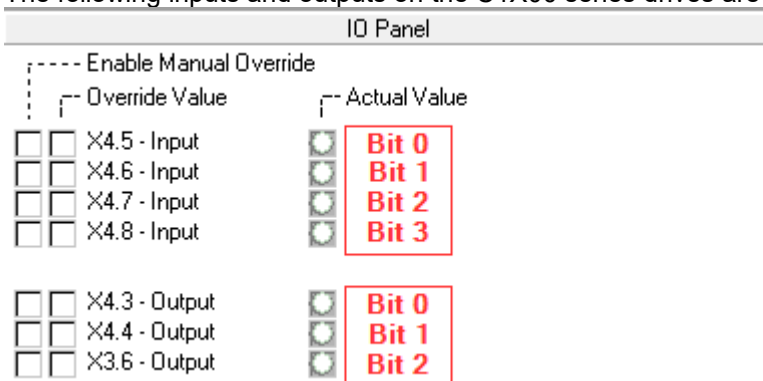 The following inputs and outputs on the C1X00 series drives are
IO Panel
Enable Manual Override
Override Value Actual Value
X4.5 - Input Bit 0
X4.6 - Input Bit 1
X4.7 - Input Bit 2
X4.8 - Input Bit 3
X4.3 - Output Bit 0
X4.4 - Output Bit 1
X3.6 - Output Bit 2